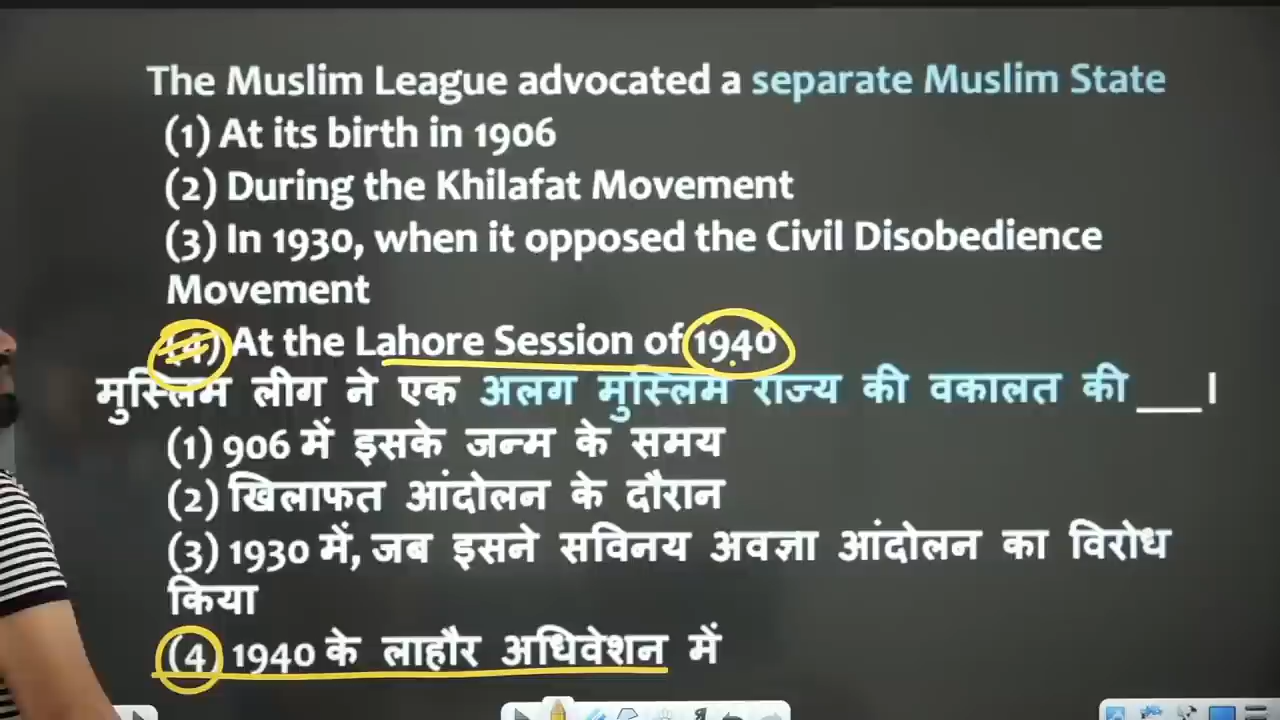 The Muslim League advocated a separate Muslim State
(1) At its birth in 1906
(2) During the Khilafat Movement
(3) In 1930, when it opposed the Civil Disobedience
Movement
(4) At the Lahore Session of 1940
मुस्लिम लीग ने एक अलग मुस्लिम राज्य की वकालत की ___।
(1) 906 में इसके जन्म के समय
(2) खिलाफत आंदोलन के दौरान
(3) 1930 में, जब इसने सविनय अवज्ञा आंदोलन का विरोध
किया
(4) 1940 के लाहौर अधिवेशन में